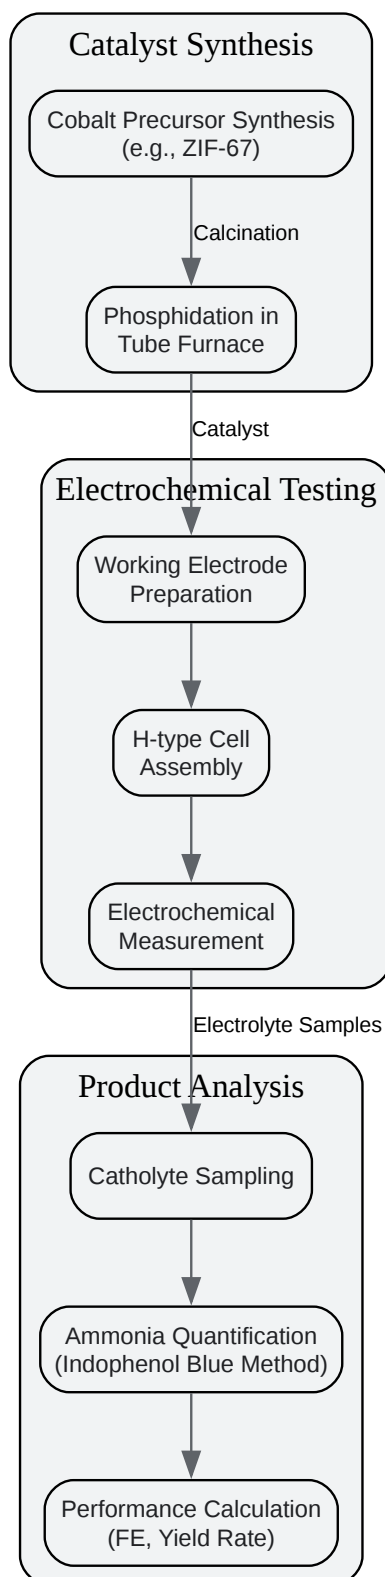 Catalyst Synthesis
Cobalt Precursor Synthesis
(e.g., ZIF-67)
Calcination
Phosphidation in
Tube Furnace
Catalyst
Electrochemical Testing
Working Electrode
Preparation
H-type Cell
Assembly
Electrochemical
Measurement
Electrolyte Samples
Product Analysis
Catholyte Sampling
Ammonia Quantification
(Indophenol Blue Method)
Performance Calculation
(FE, Yield Rate)